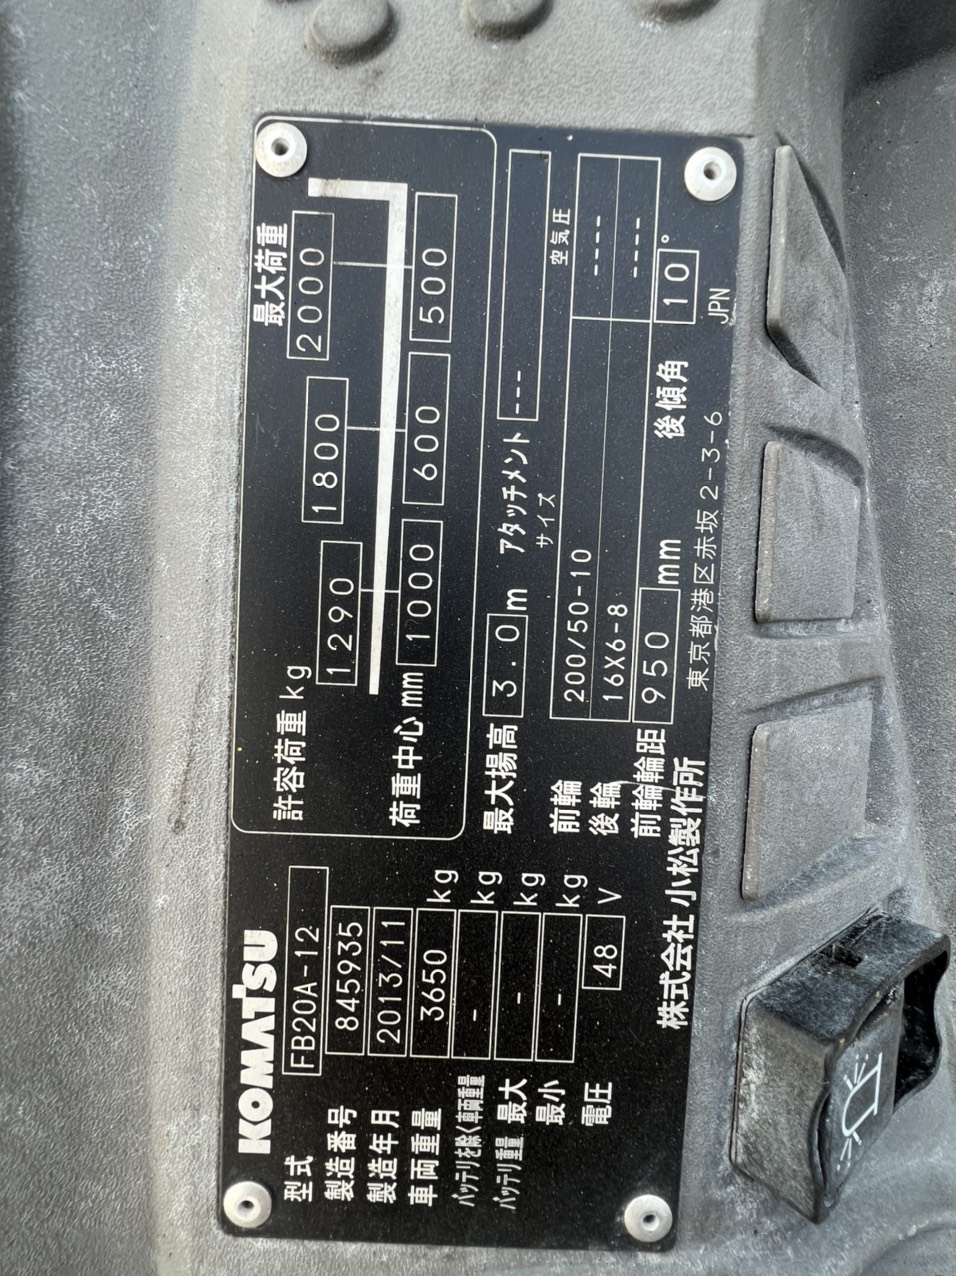 KOMATSU
型式 FB20A-12
製造番号 845935
製造年月 2013/11
車両重量 3650 kg
バッテリを除く車両重量 - kg
バッテリ重量 最大 - kg
最小 - kg
電圧 48 V
最大荷重
許容荷重 kg 1290 1800 2000
荷重中心 mm 1000 600 500
最大揚高 3.0 m アタッチメント ---
サイズ 空気圧
前輪 200/50-10 ----
後輪 16X6-8 ----
前輪輪距 950 mm 後傾角 10°
株式会社 小松製作所 東京都港区赤坂2-3-6 JPN